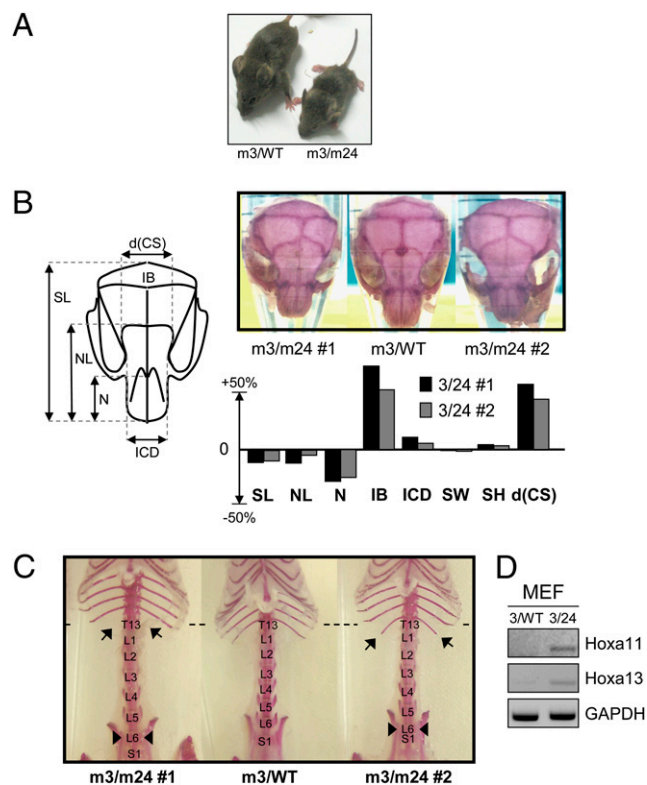 A
m3/WT m3/m24
B
d(CS)
IB
SL
NL
N
ICD
m3/m24 #1 m3/WT m3/m24 #2
+50%
0
-50%
3/24 #1
3/24 #2
SL NL N IB ICD SW SH d(CS)
C
T13 T13
L1 L1 L1
L2 L2 L2
L3 L3 L3
L4 L4 L4
L5 L5 L5
L6 L6 L6
S1 S1 S1
m3/m24 #1 m3/WT m3/m24 #2
D
MEF
3/WT 3/24
Hoxa11
Hoxa13
GAPDH